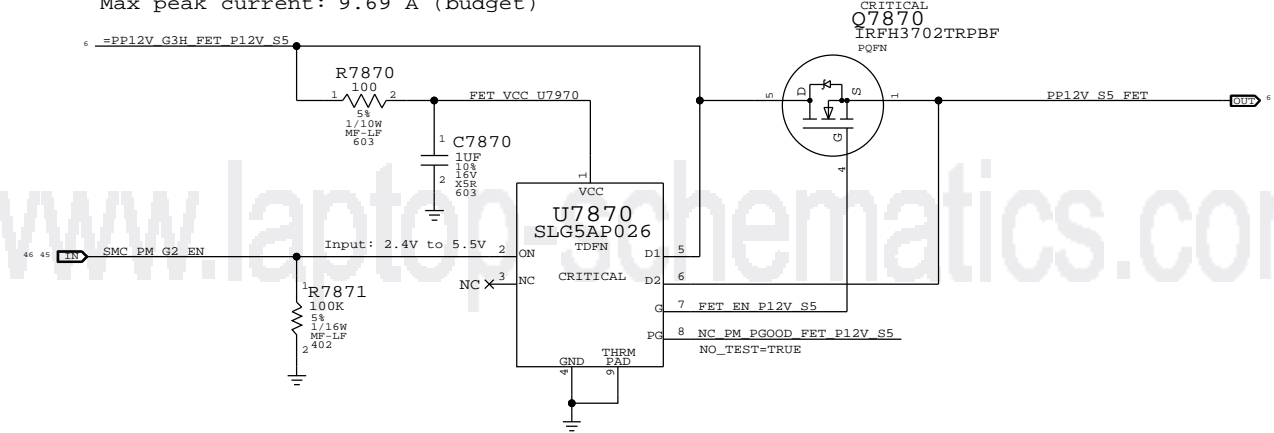 Max peak current: 9.69 A (budget)
CRITICAL
Q7870
IRFH3702TRPBF
PQFN
6 =PP12V_G3H_FET_P12V_S5
R7870
100
1 2
5%
1/10W
MF-LF
603
FET_VCC_U7970
1 C7870
1UF
10%
16V
2 X5R
603
5 D S 1
G
4
PP12V_S5_FET OUT 6
www.laptop-schematics.com
1
VCC
U7870
SLG5AP026
TDFN
CRITICAL
46 45 IN SMC_PM_G2_EN
Input: 2.4V to 5.5V 2 ON
NC 3 NC
D1 5
D2 6
G 7 FET_EN_P12V_S5
PG 8 NC_PM_PGOOD_FET_P12V_S5
NO_TEST=TRUE
1 R7871
100K
5%
1/16W
MF-LF
2 402
GND
THRM
PAD
4 9